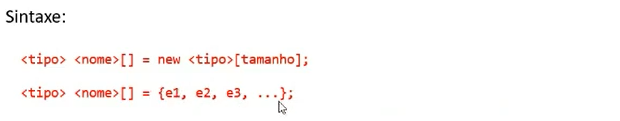 Sintaxe:
<tipo> <nome>[] = new <tipo>[tamanho];
<tipo> <nome>[] = {e1, e2, e3, ...};